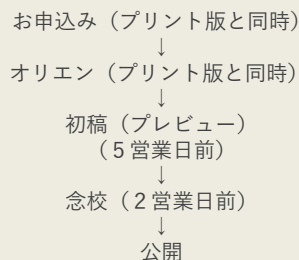 お申込み（プリント版と同時）
↓
オリエン（プリント版と同時）
↓
初稿（プレビュー）
（５営業日前）
↓
念校（２営業日前）
↓
公開